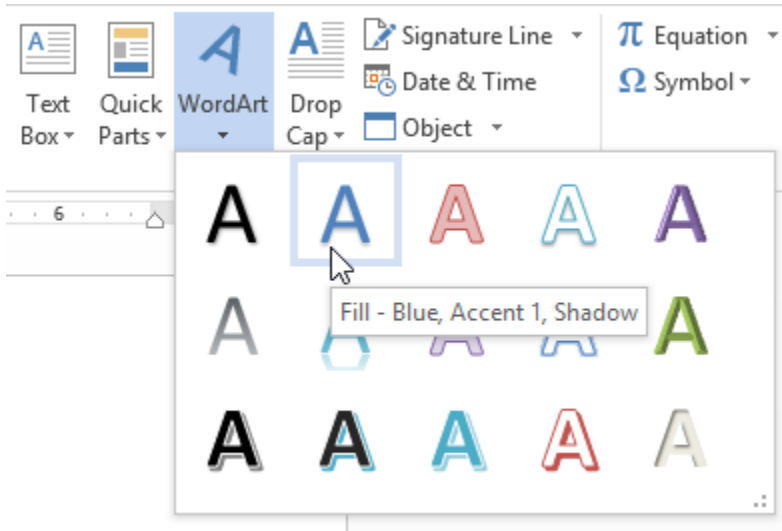 Text Box
Quick Parts
WordArt
Drop Cap
Signature Line
Date & Time
Object
π Equation
Ω Symbol
6
A A A A A
Fill - Blue, Accent 1, Shadow
A A A A A
A A A A A